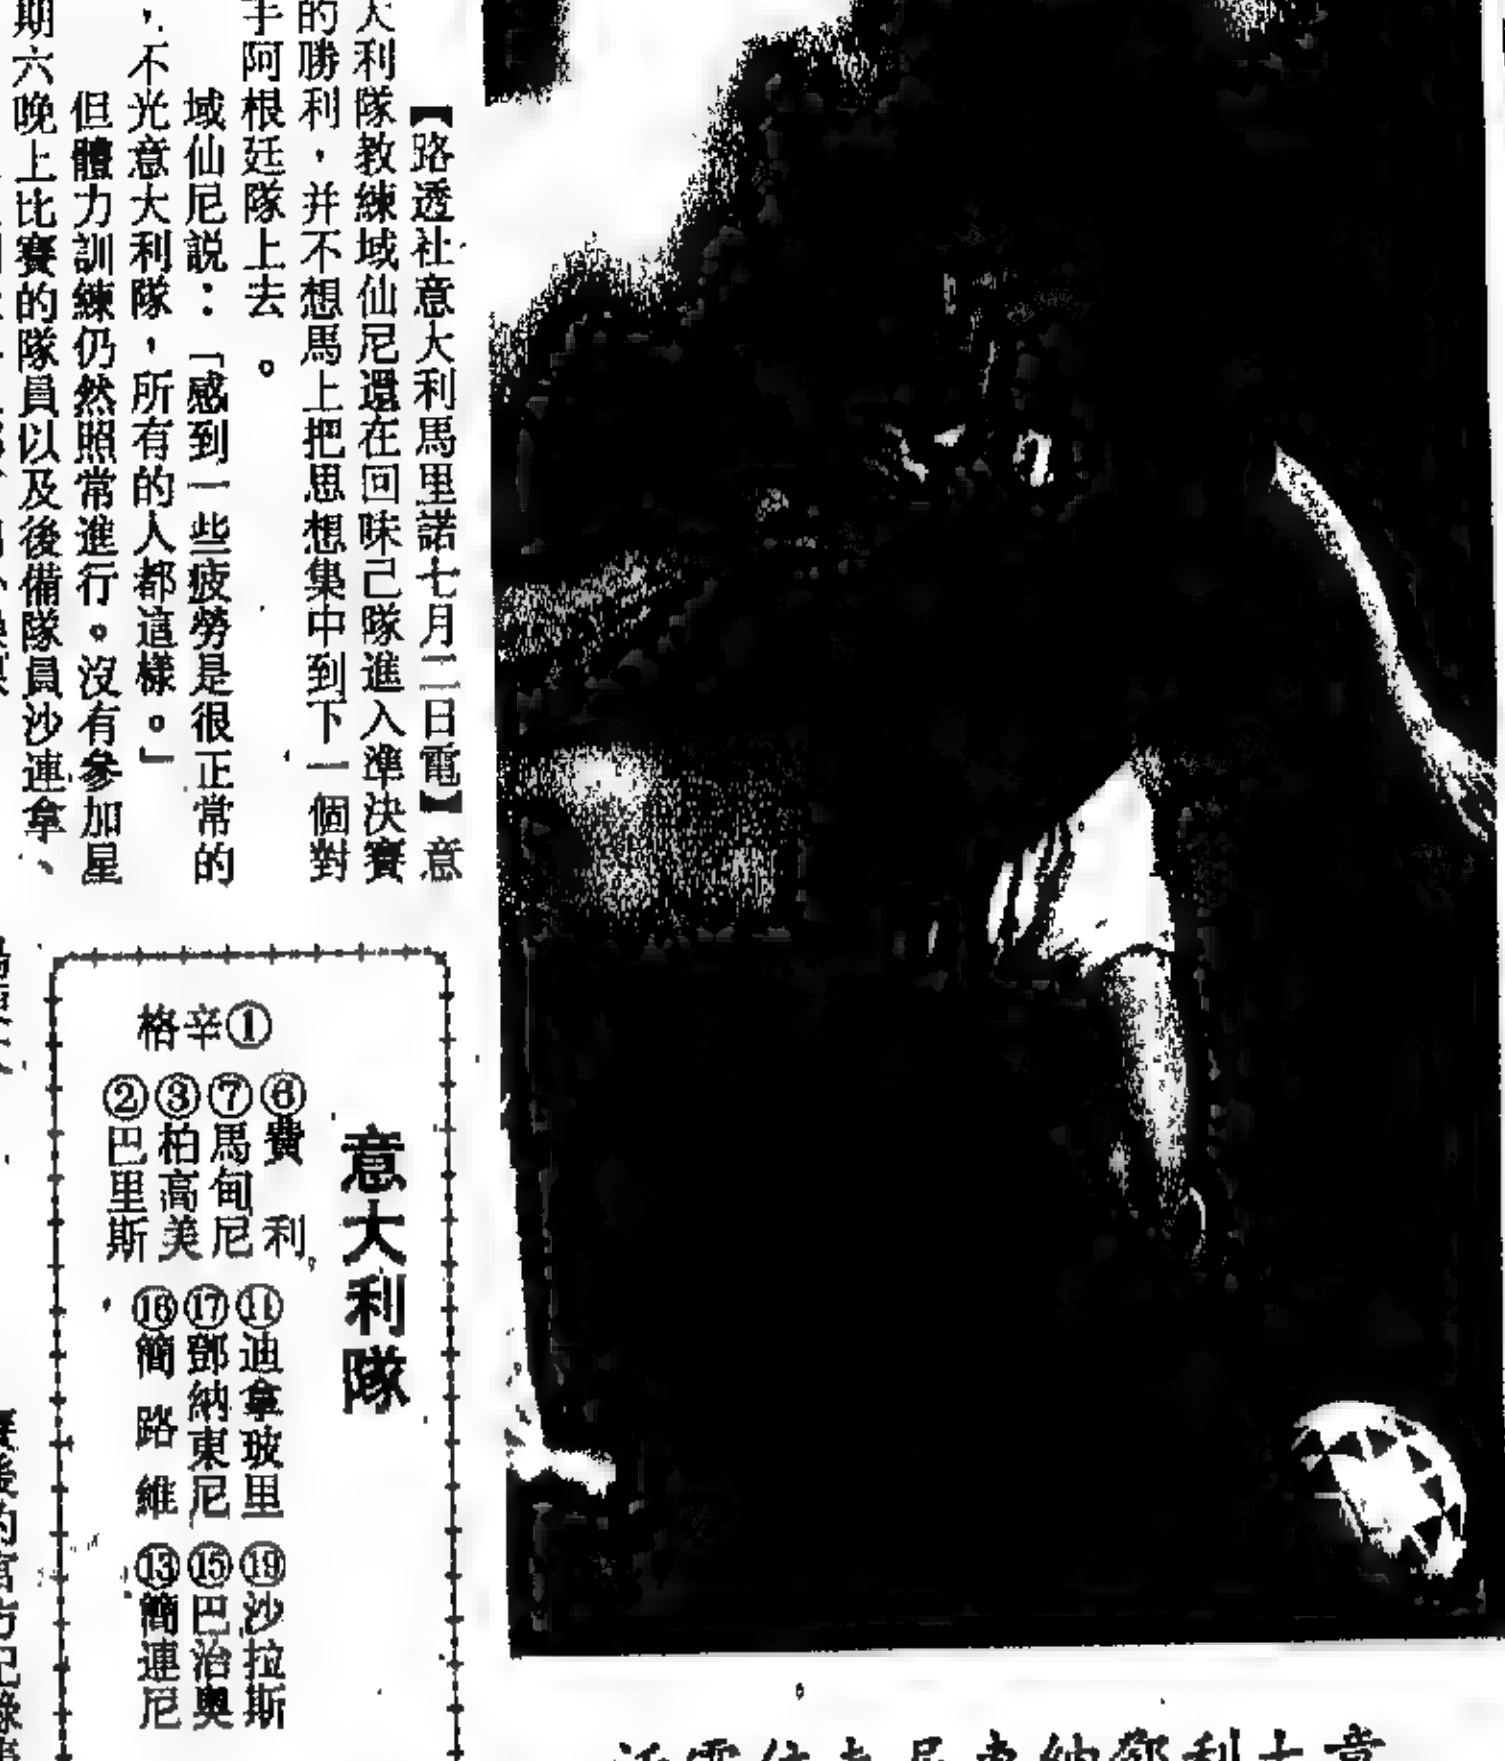 【路透社意大利馬里諾七月二日電】意
大利隊教練域仙尼還在回味己隊進入準決賽
的勝利，并不想馬上把思想集中到下一個對
手阿根廷隊上去。
域仙尼説：「感到一些疲勞是很正常的
，不光意大利隊，所有的人都這樣。」
但體力訓練仍然照常進行。沒有參加星
期六晚上比賽的隊員以及後備隊員沙連拿、
意大利隊
①辛格
⑥費利
⑦馬甸尼
③柏高美
②巴里斯
⑪迪拿玻里
⑰鄧納東尼
⑯簡路維
⑲沙拉斯
⑮巴治奧
⑬簡連尼
意大利鄧納東尼